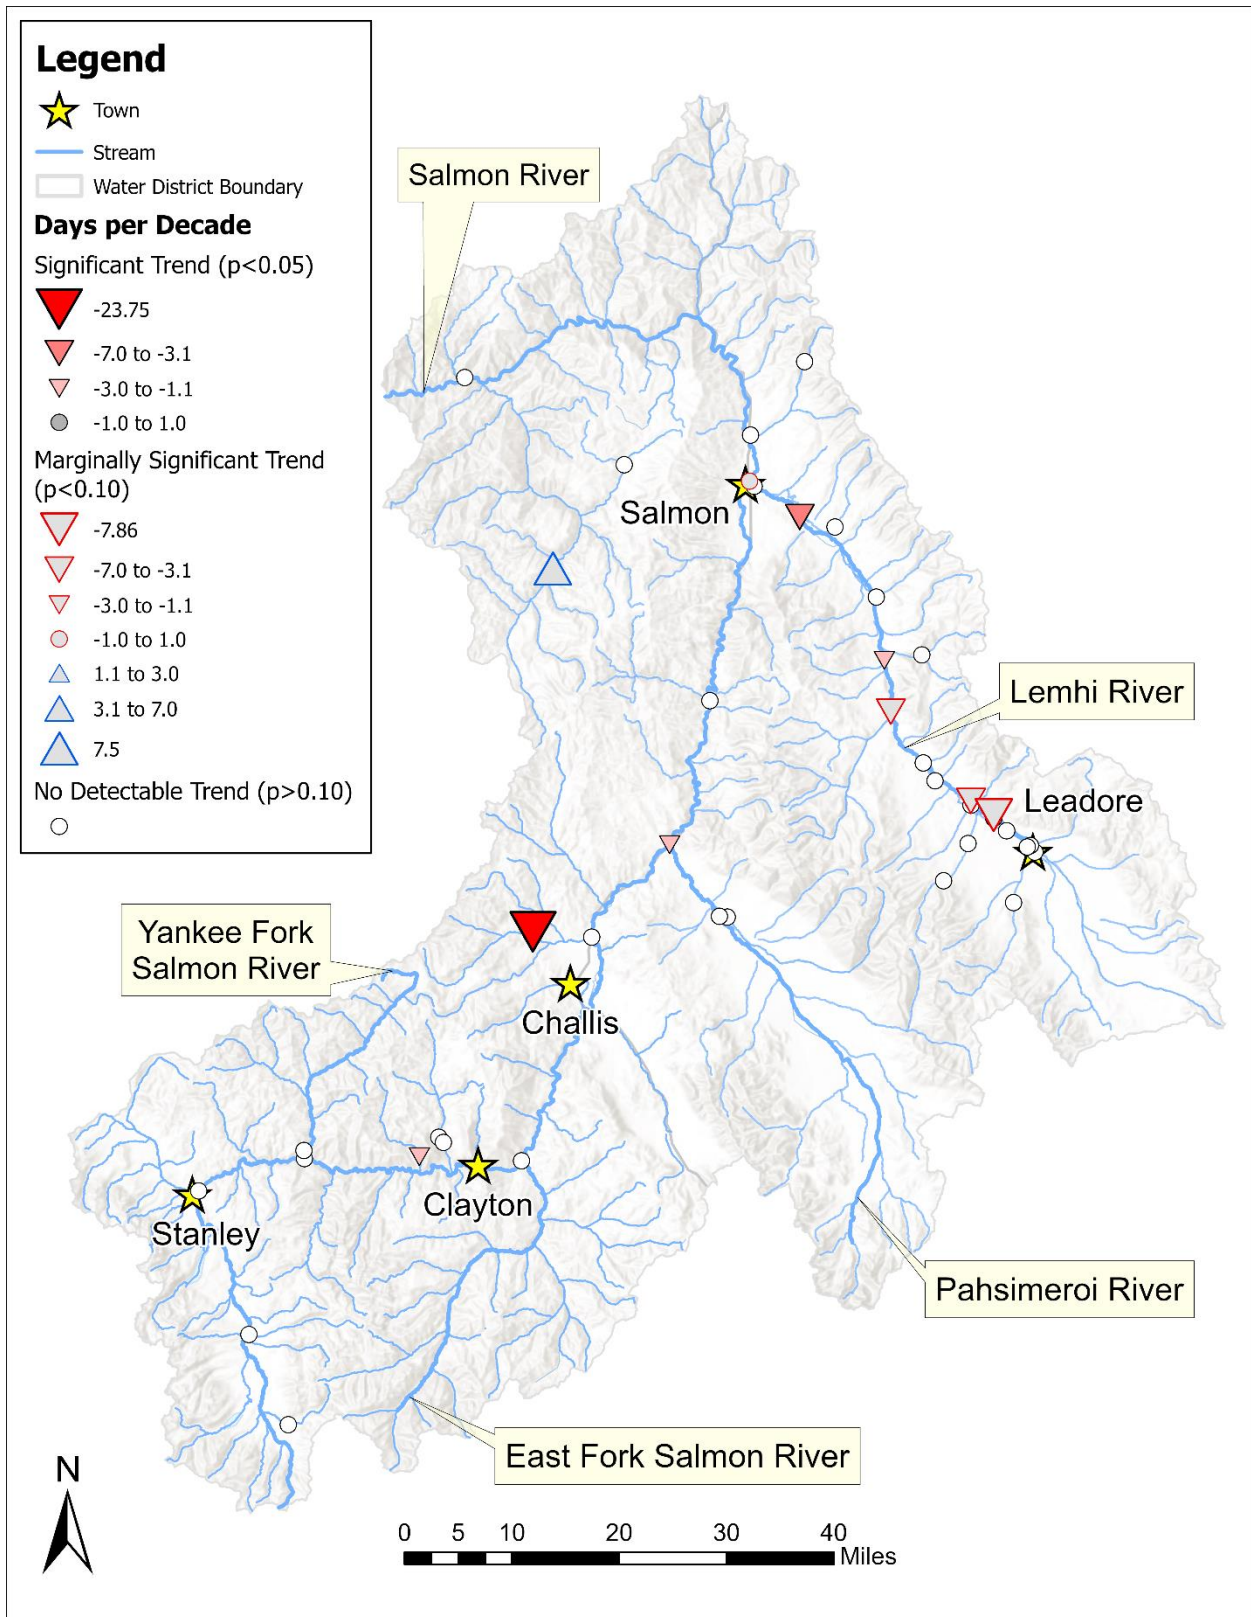 Legend
Town
Stream
Water District Boundary
Days per Decade
Significant Trend (p<0.05)
-23.75
-7.0 to -3.1
-3.0 to -1.1
-1.0 to 1.0
Marginally Significant Trend
(p<0.10)
-7.86
-7.0 to -3.1
-3.0 to -1.1
-1.0 to 1.0
1.1 to 3.0
3.1 to 7.0
7.5
No Detectable Trend (p>0.10)
Salmon River
Salmon
Lemhi River
Leadore
Yankee Fork
Salmon River
Challis
Clayton
Stanley
Pahsimeroi River
East Fork Salmon River
N
0 5 10 20 30 40
Miles